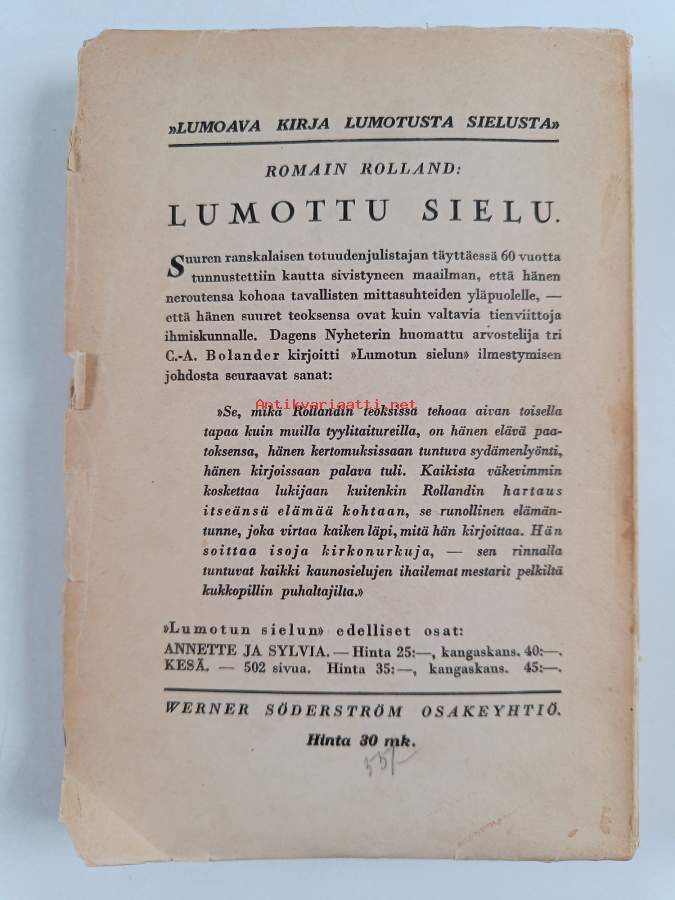 »LUMOAVA KIRJA LUMOTUSTA SIELUSTA»
ROMAIN ROLLAND:
LUMOTTU SIELU.
Suuren ranskalaisen totuudenjulistajan täyttäessä 60 vuotta
tunnustettiin kautta sivistyneen maailman, että hänen
neroutensa kohoaa tavallisten mittasuhteiden yläpuolelle, —
että hänen suuret teoksensa ovat kuin valtavia tienviittoja
ihmiskunnalle. Dagens Nyheterin huomattu arvostelija tri
C.-A. Bolander kirjoitti »Lumotun sielun» ilmestymisen
johdosta seuraavat sanat:
Antikvariaatti.net
»Se, mikä Rollandin teoksissa tehoaa aivan toisella
tapaa kuin muilla tyylitaitureilla, on hänen elävä paa-
toksensa, hänen kertomuksissaan tuntuva sydämenlyönti,
hänen kirjoissaan palava tuli. Kaikista väkevimmin
koskettaa lukijaan kuitenkin Rollandin hartaus
itseänsä elämää kohtaan, se runollinen elämän-
tunne, joka virtaa kaiken läpi, mitä hän kirjoittaa. Hän
soittaa isoja kirkonurkuja, — sen rinnalla
tuntuvat kaikki kaunosielujen ihailemat mestarit pelkiltä
kukkopillin puhaltajilta.»
»Lumotun sielun» edelliset osat:
ANNETTE JA SYLVIA. — Hinta 25:—, kangaskans. 40:—.
KESÄ. — 502 sivua. Hinta 35:—, kangaskans. 45:—.
WERNER SÖDERSTRÖM OSAKEYHTIÖ.
Hinta 30 mk.